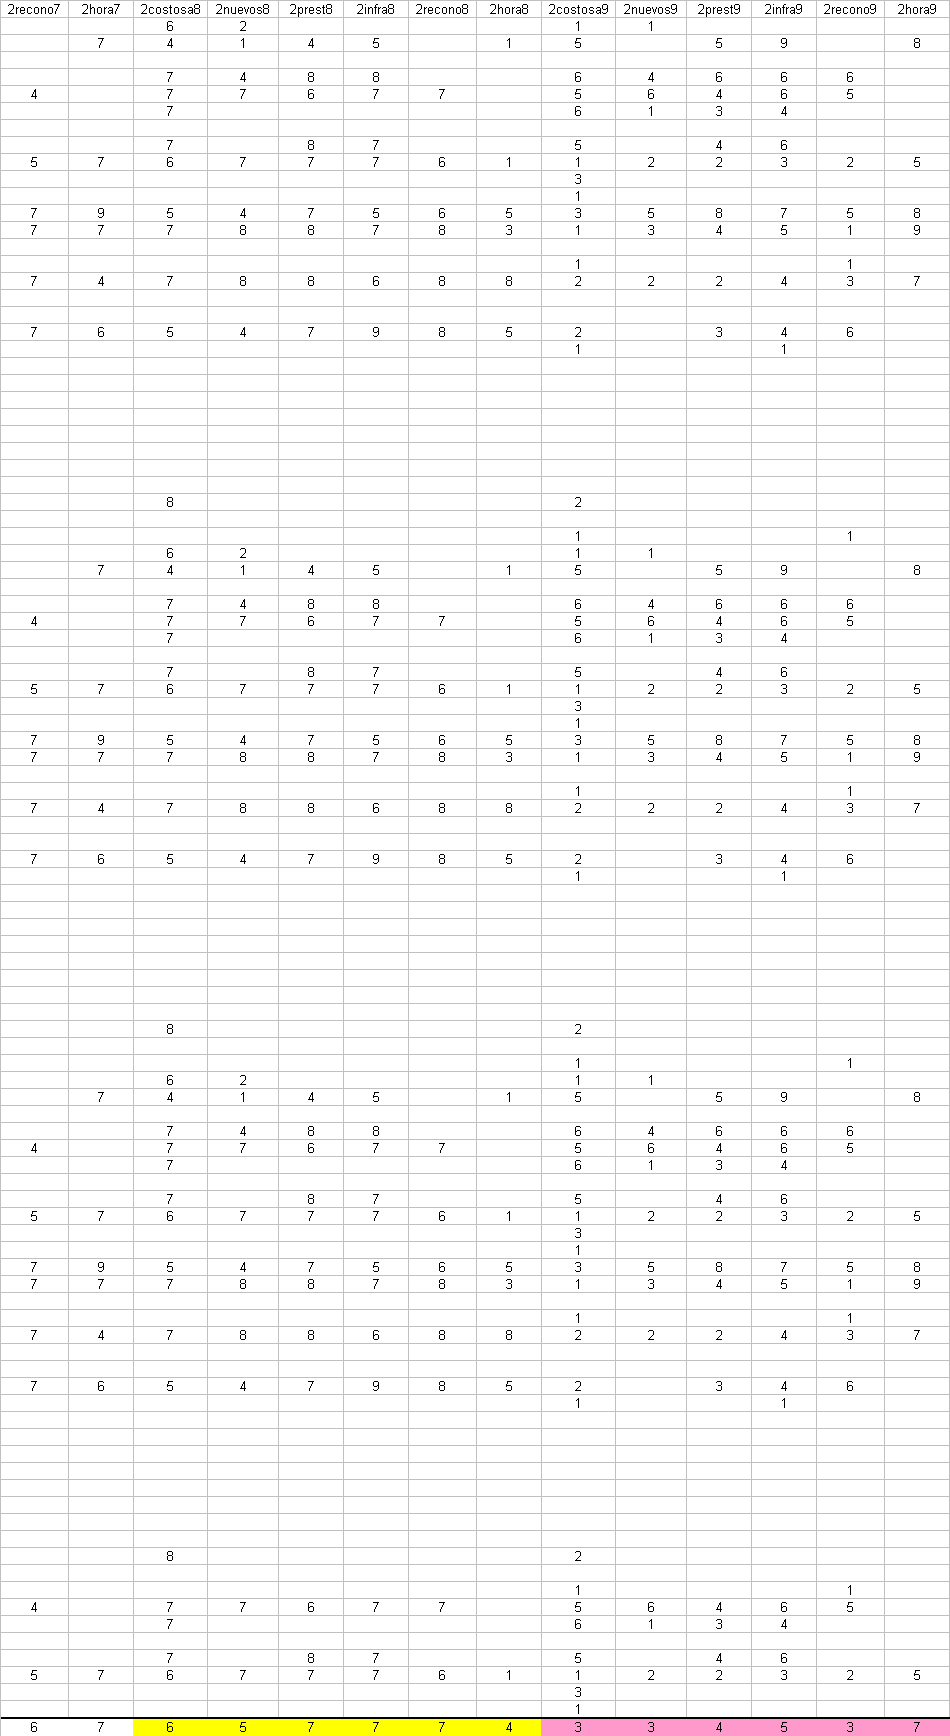 2recono7 2hora7 2costosa8 2nuevos8 2prest8 2infra8 2recono8 2hora8 2costosa9 2nuevos9 2prest9 2infra9 2recono9 2hora9
6 2 1 1
7 4 1 4 5 1 5 5 9 8
7 4 8 8 6 4 6 6 6
4 7 7 6 7 7 5 6 4 6 5
7 6 1 3 4
7 8 7 5 4 6
5 7 6 7 7 7 6 1 1 2 2 3 2 5
3
1
7 9 5 4 7 5 6 5 3 5 8 7 5 8
7 7 7 8 8 7 8 3 1 3 4 5 1 9
1 1
7 4 7 8 8 6 8 8 2 2 2 4 3 7
7 6 5 4 7 9 8 5 2 3 4 6
1 1
8 2
1 1
6 2 1 1
7 4 1 4 5 1 5 5 9 8
7 4 8 8 6 4 6 6 6
4 7 7 6 7 7 5 6 4 6 5
7 6 1 3 4
7 8 7 5 4 6
5 7 6 7 7 7 6 1 1 2 2 3 2 5
3
1
7 9 5 4 7 5 6 5 3 5 8 7 5 8
7 7 7 8 8 7 8 3 1 3 4 5 1 9
1 1
7 4 7 8 8 6 8 8 2 2 2 4 3 7
7 6 5 4 7 9 8 5 2 3 4 6
1 1
8 2
1 1
6 2 1 1
7 4 1 4 5 1 5 5 9 8
7 4 8 8 6 4 6 6 6
4 7 7 6 7 7 5 6 4 6 5
7 6 1 3 4
7 8 7 5 4 6
5 7 6 7 7 7 6 1 1 2 2 3 2 5
3
1
7 9 5 4 7 5 6 5 3 5 8 7 5 8
7 7 7 8 8 7 8 3 1 3 4 5 1 9
1 1
7 4 7 8 8 6 8 8 2 2 2 4 3 7
7 6 5 4 7 9 8 5 2 3 4 6
1 1
8 2
1 1
4 7 7 6 7 7 5 6 4 6 5
7 6 1 3 4
7 8 7 5 4 6
5 7 6 7 7 7 6 1 1 2 2 3 2 5
3
1
6 7 6 5 7 7 7 4 3 3 4 5 3 7